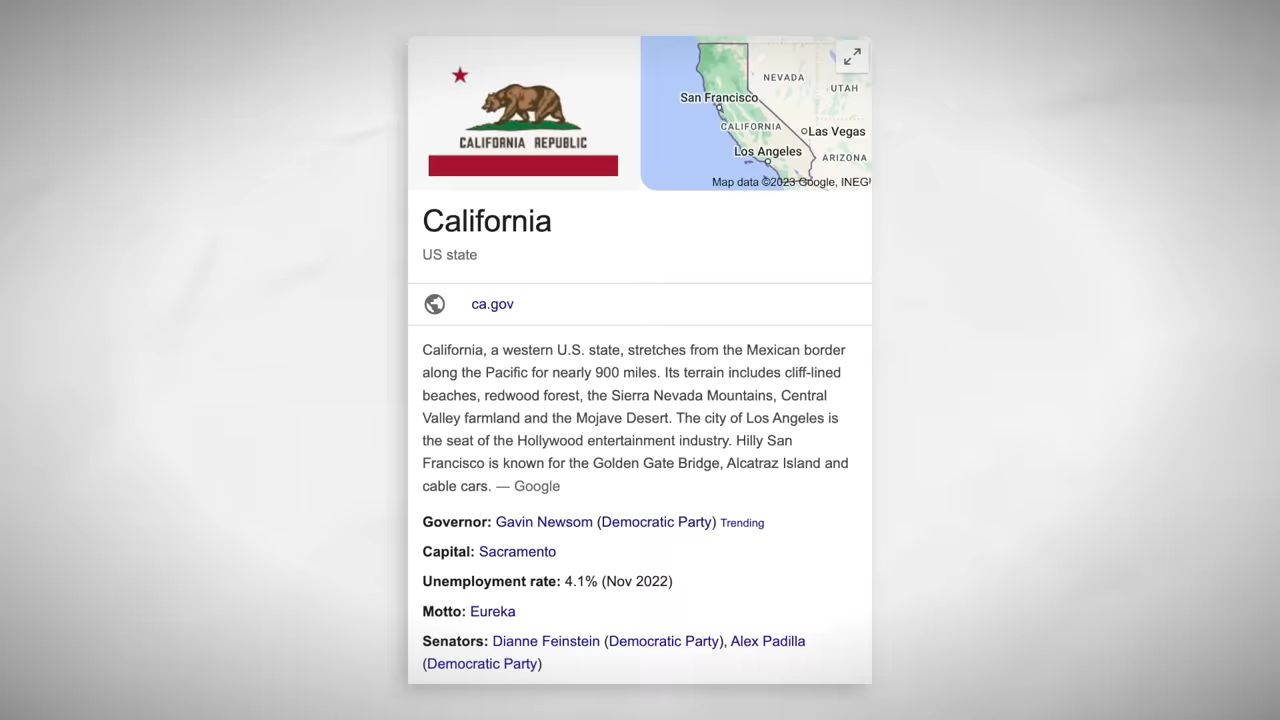 CALIFORNIA REPUBLIC
NEVADA
UTAH
San Francisco
CALIFORNIA
Las Vegas
Los Angeles
ARIZONA
Map data ©2023 Google, INEGI
California
US state
ca.gov
California, a western U.S. state, stretches from the Mexican border
along the Pacific for nearly 900 miles. Its terrain includes cliff-lined
beaches, redwood forest, the Sierra Nevada Mountains, Central
Valley farmland and the Mojave Desert. The city of Los Angeles is
the seat of the Hollywood entertainment industry. Hilly San
Francisco is known for the Golden Gate Bridge, Alcatraz Island and
cable cars. — Google
Governor: Gavin Newsom (Democratic Party) Trending
Capital: Sacramento
Unemployment rate: 4.1% (Nov 2022)
Motto: Eureka
Senators: Dianne Feinstein (Democratic Party), Alex Padilla
(Democratic Party)